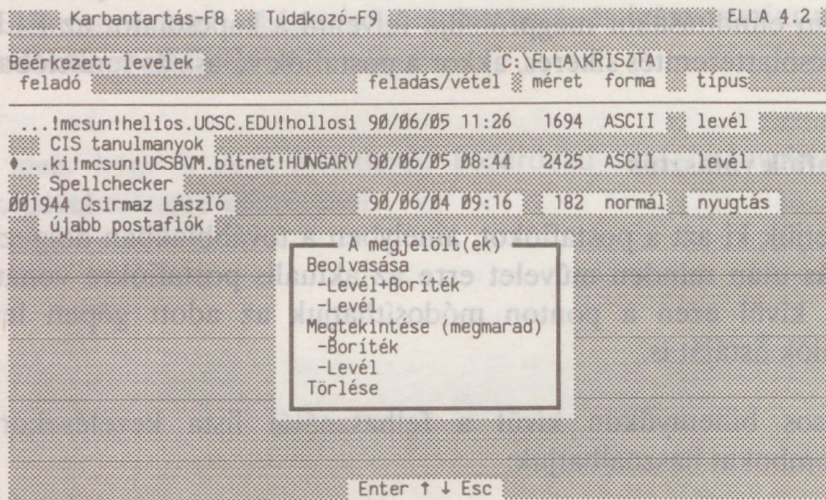 Karbantartás-F8 Tudakozó-F9 ELLA 4.2
Beérkezett levelek C:\ELLA\KRISZTA
feladó feladás/vétel méret forma típus
...!mcsun!helios.UCSC.EDU!hollosi 90/06/05 11:26 1694 ASCII levél
CIS tanulmanyok
♦...ki!mcsun!UCSBVM.bitnet!HUNGARY 90/06/05 08:44 2425 ASCII levél
Spellchecker
001944 Csirmaz László 90/06/04 09:16 182 normál nyugtás
újabb postafiók
A megjelölt(ek)
Beolvasása
-Levél+Boríték
-Levél
Megtekintése (megmarad)
-Boríték
-Levél
Törlése
Enter ↑ ↓ Esc